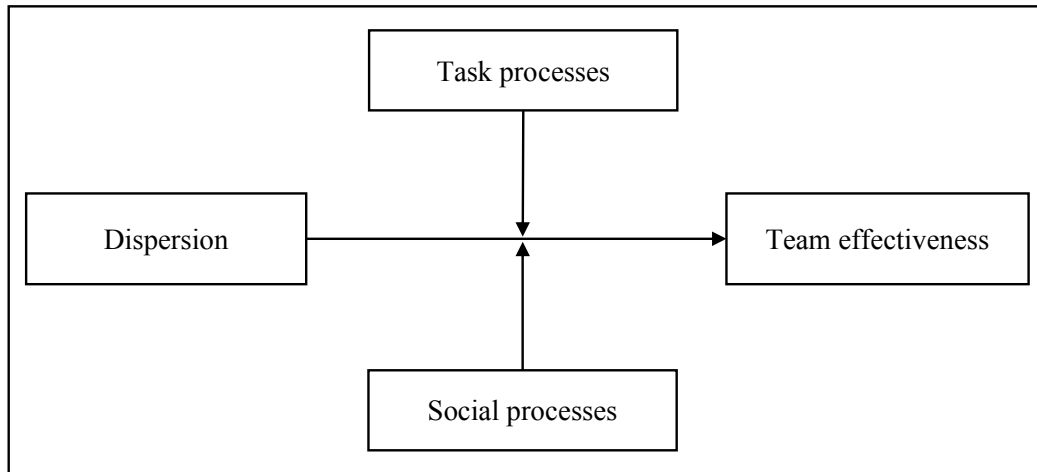 Task processes
Dispersion
Team effectiveness
Social processes